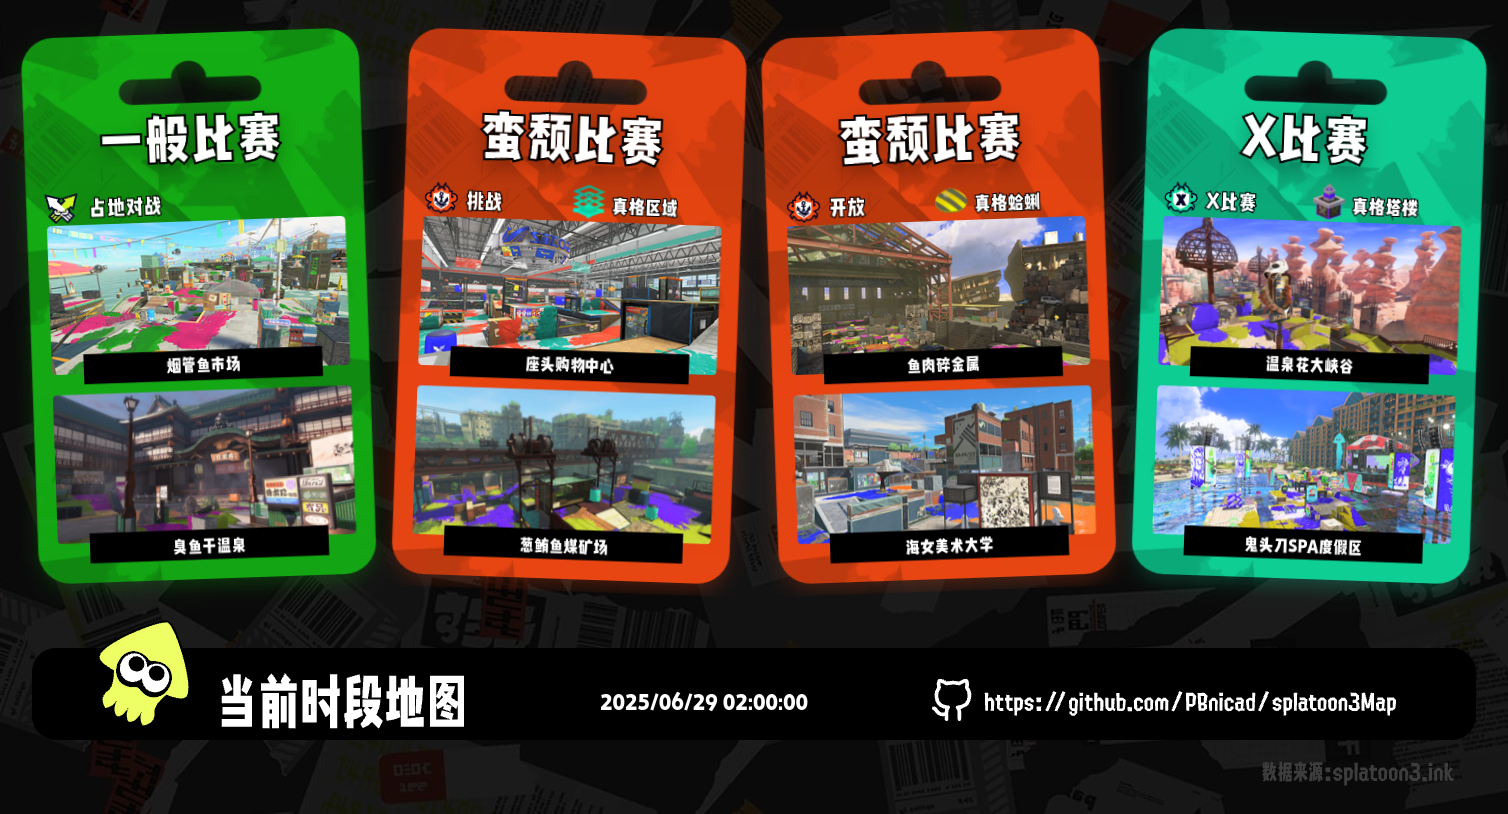 一般比赛
占地对战
烟管鱼市场
臭鱼干温泉
蛮颓比赛
挑战
真格区域
座头购物中心
葱鲔鱼煤矿场
蛮颓比赛
开放
真格蛤蜊
鱼肉碎金属
海女美术大学
X比赛
X比赛
真格塔楼
温泉花大峡谷
鬼头刀SPA度假区
当前时段地图
2025/06/29 02:00:00
https://github.com/PBnicad/splatoon3Map
数据来源:splatoon3.ink